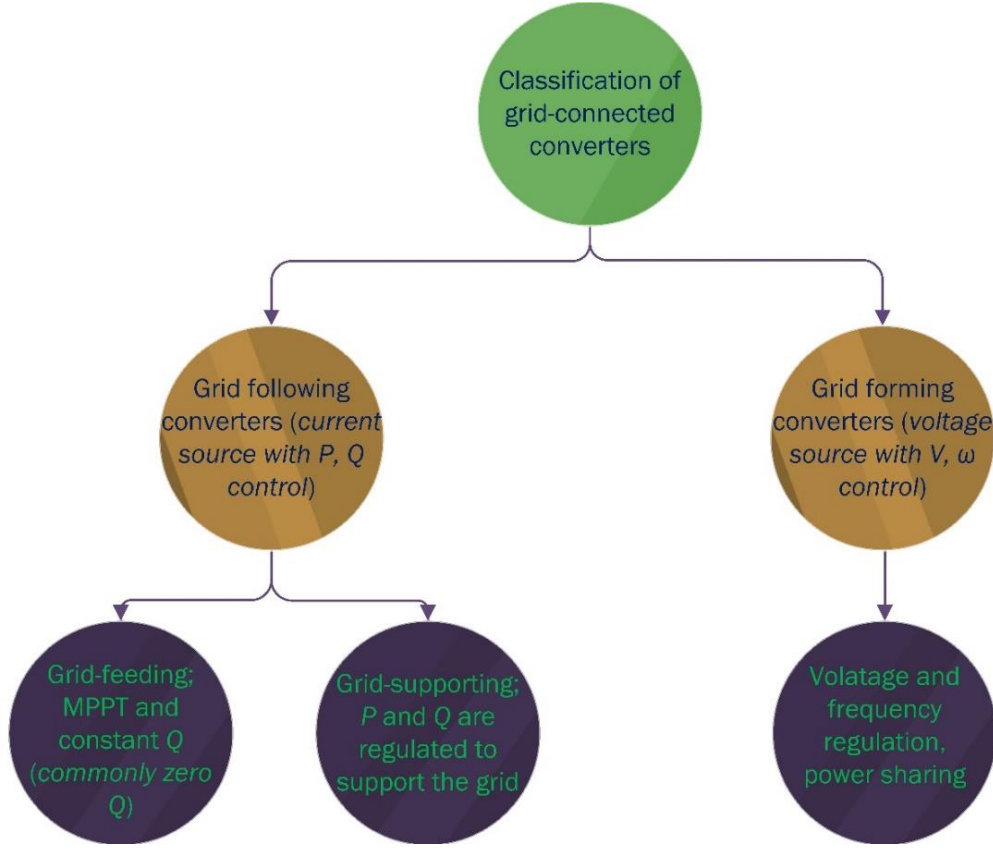 Classification of
grid-connected
converters
Grid following
converters (current
source with P, Q
control)
Grid forming
converters (voltage
source with V, ω
control)
Grid-feeding;
MPPT and
constant Q
(commonly zero
Q)
Grid-supporting;
P and Q are
regulated to
support the grid
Volatage and
frequency
regulation,
power sharing